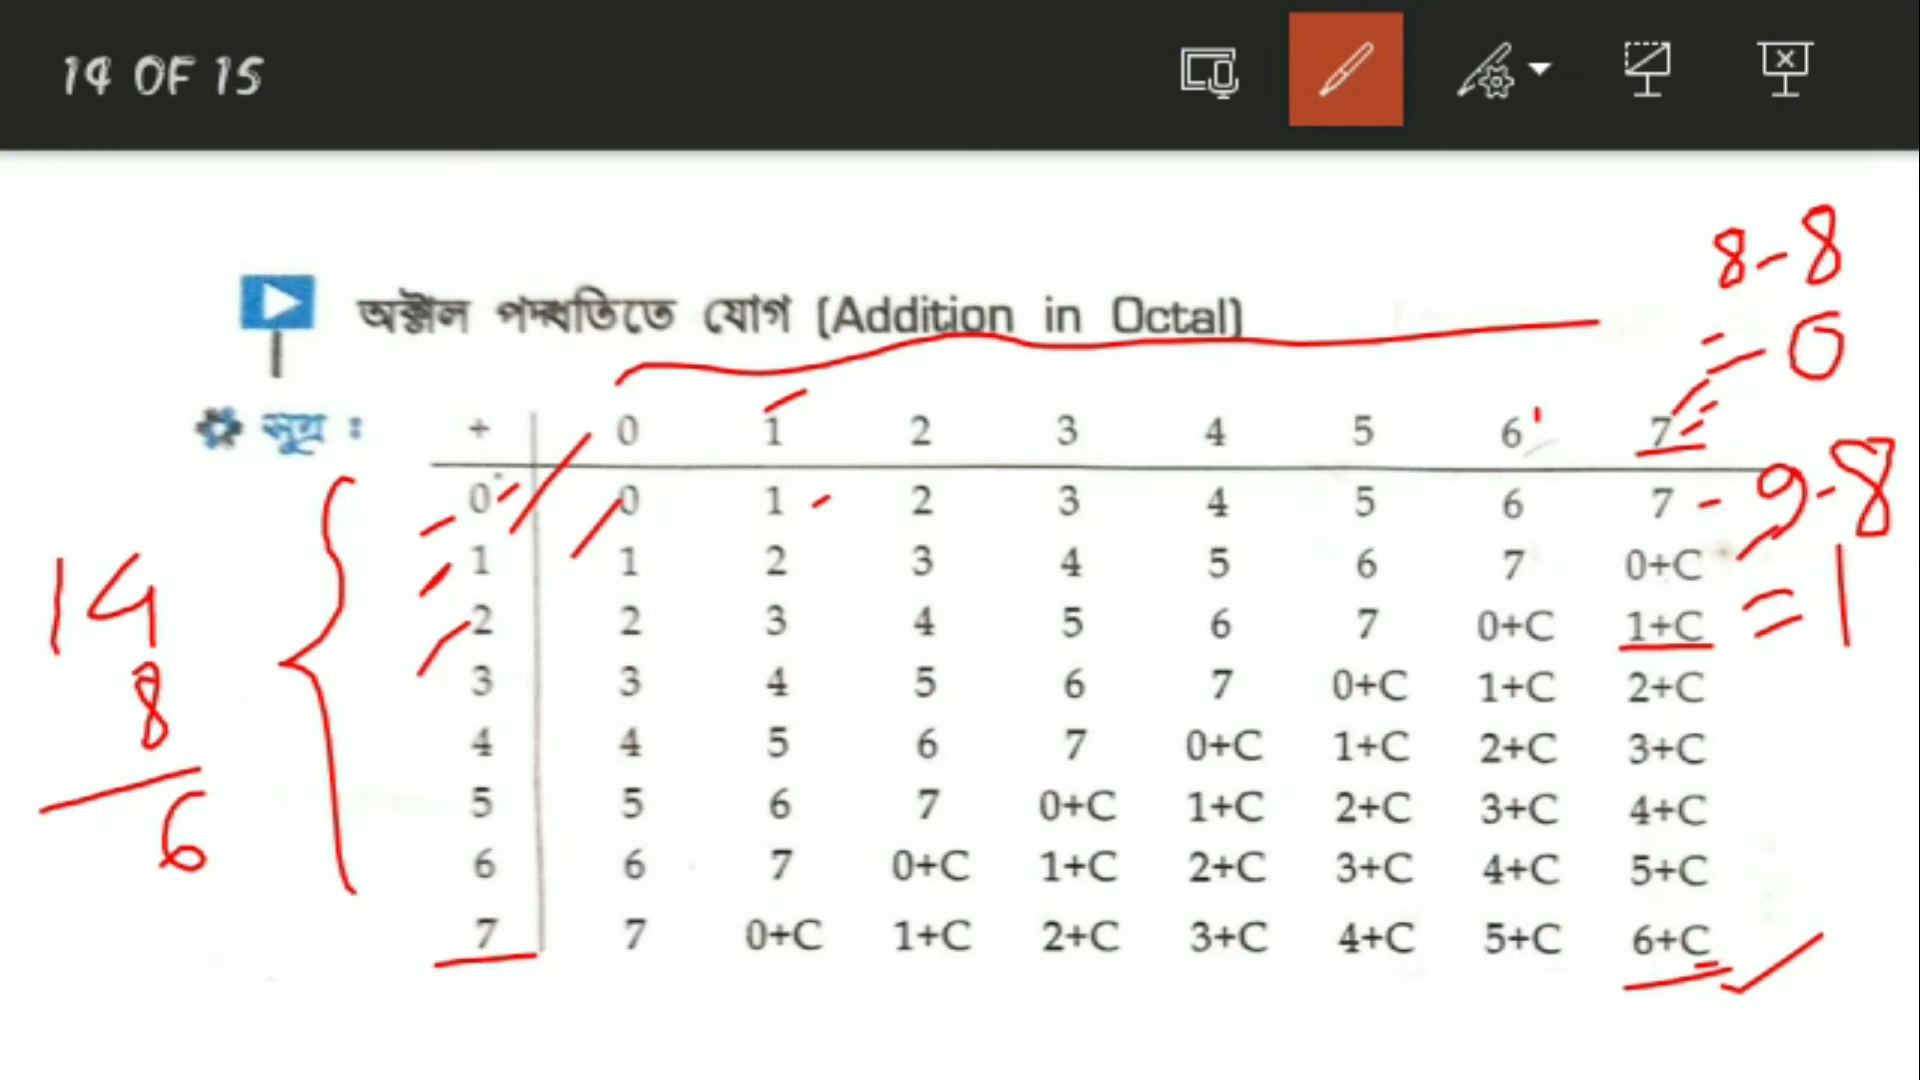 14 OF 15
8-8
অক্টাল পদ্ধতিতে যোগ (Addition in Octal)
= 0
সূত্র :
+ 0 1 2 3 4 5 6 7
0 0 1 2 3 4 5 6 7
9-8
1 1 2 3 4 5 6 7 0+C
2 2 3 4 5 6 7 0+C 1+C
= 1
3 3 4 5 6 7 0+C 1+C 2+C
4 4 5 6 7 0+C 1+C 2+C 3+C
5 5 6 7 0+C 1+C 2+C 3+C 4+C
6 6 7 0+C 1+C 2+C 3+C 4+C 5+C
7 7 0+C 1+C 2+C 3+C 4+C 5+C 6+C
14
8
6